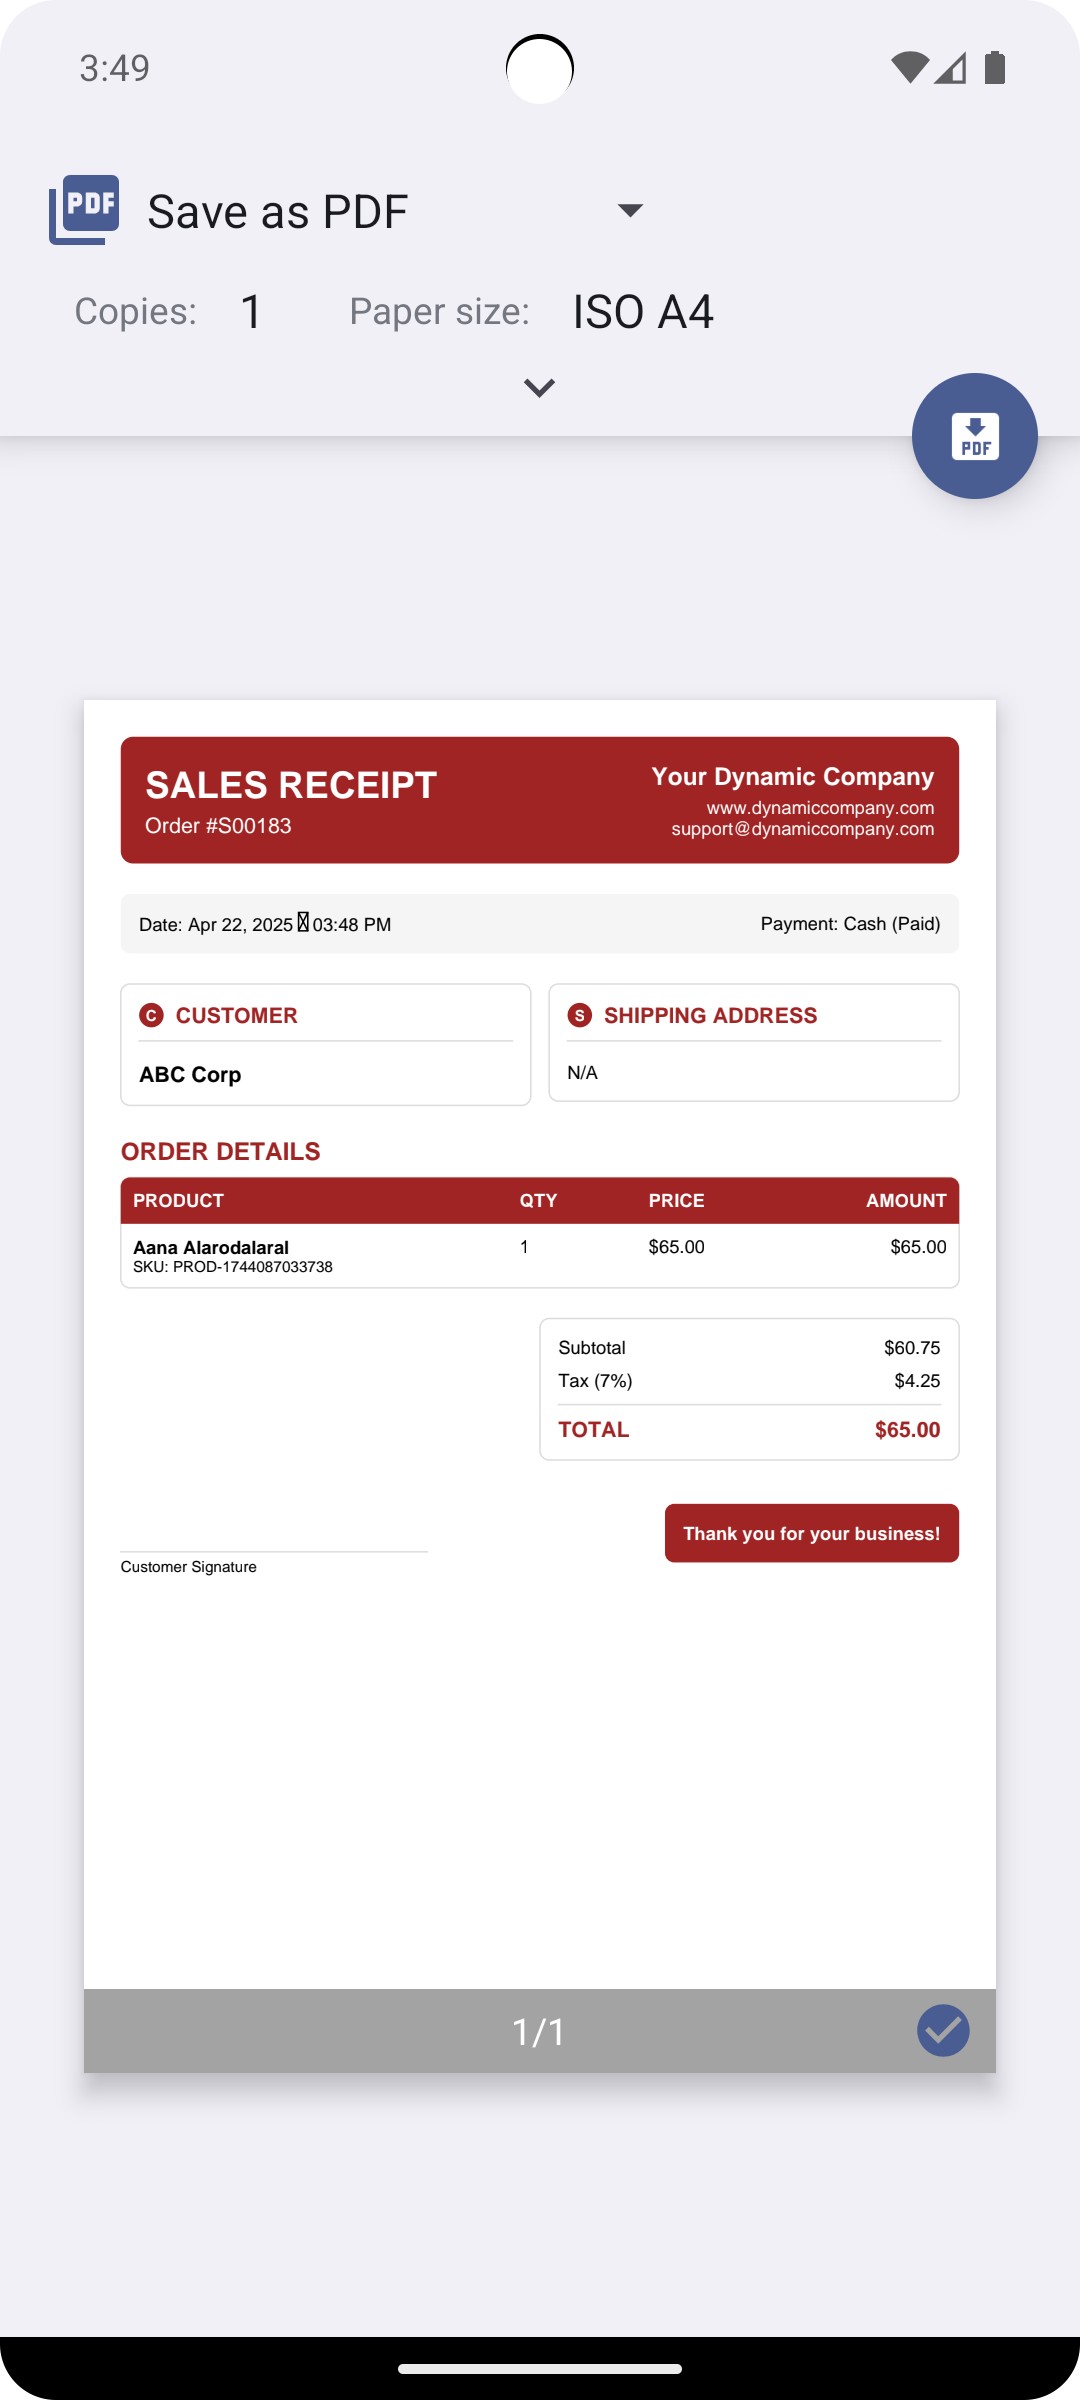 3:49
PDF
Save as PDF
Copies: 1 Paper size: ISO A4
PDF
SALES RECEIPT
Order #S00183
Your Dynamic Company
www.dynamiccompany.com
support@dynamiccompany.com
Date: Apr 22, 2025 03:48 PM
Payment: Cash (Paid)
C CUSTOMER
ABC Corp
S SHIPPING ADDRESS
N/A
ORDER DETAILS
PRODUCT QTY PRICE AMOUNT
Aana Alarodalaral 1 $65.00 $65.00
SKU: PROD-1744087033738
Subtotal $60.75
Tax (7%) $4.25
TOTAL $65.00
Thank you for your business!
Customer Signature
1/1